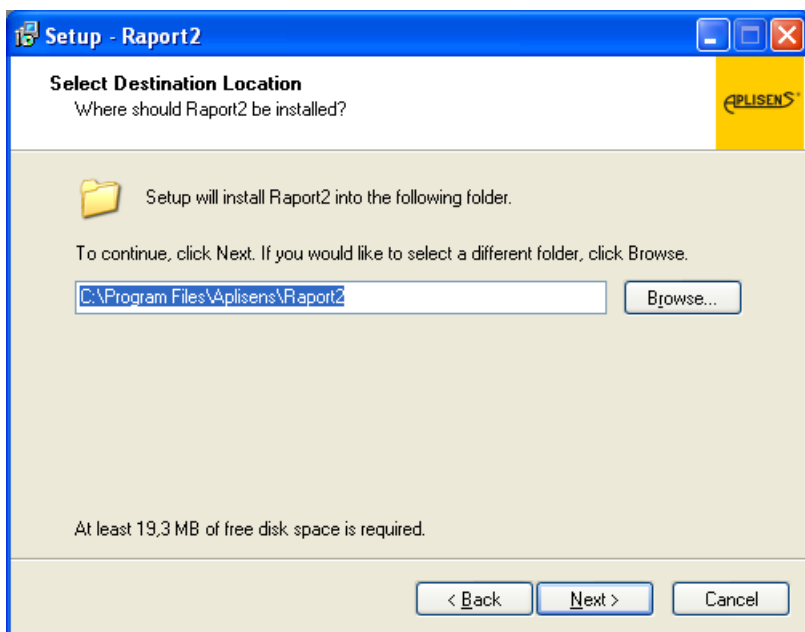 Setup - Raport2
Select Destination Location
Where should Raport2 be installed?
APLISENS
Setup will install Raport2 into the following folder.
To continue, click Next. If you would like to select a different folder, click Browse.
C:\Program Files\Aplisens\Raport2
Browse...
At least 19,3 MB of free disk space is required.
< Back
Next >
Cancel